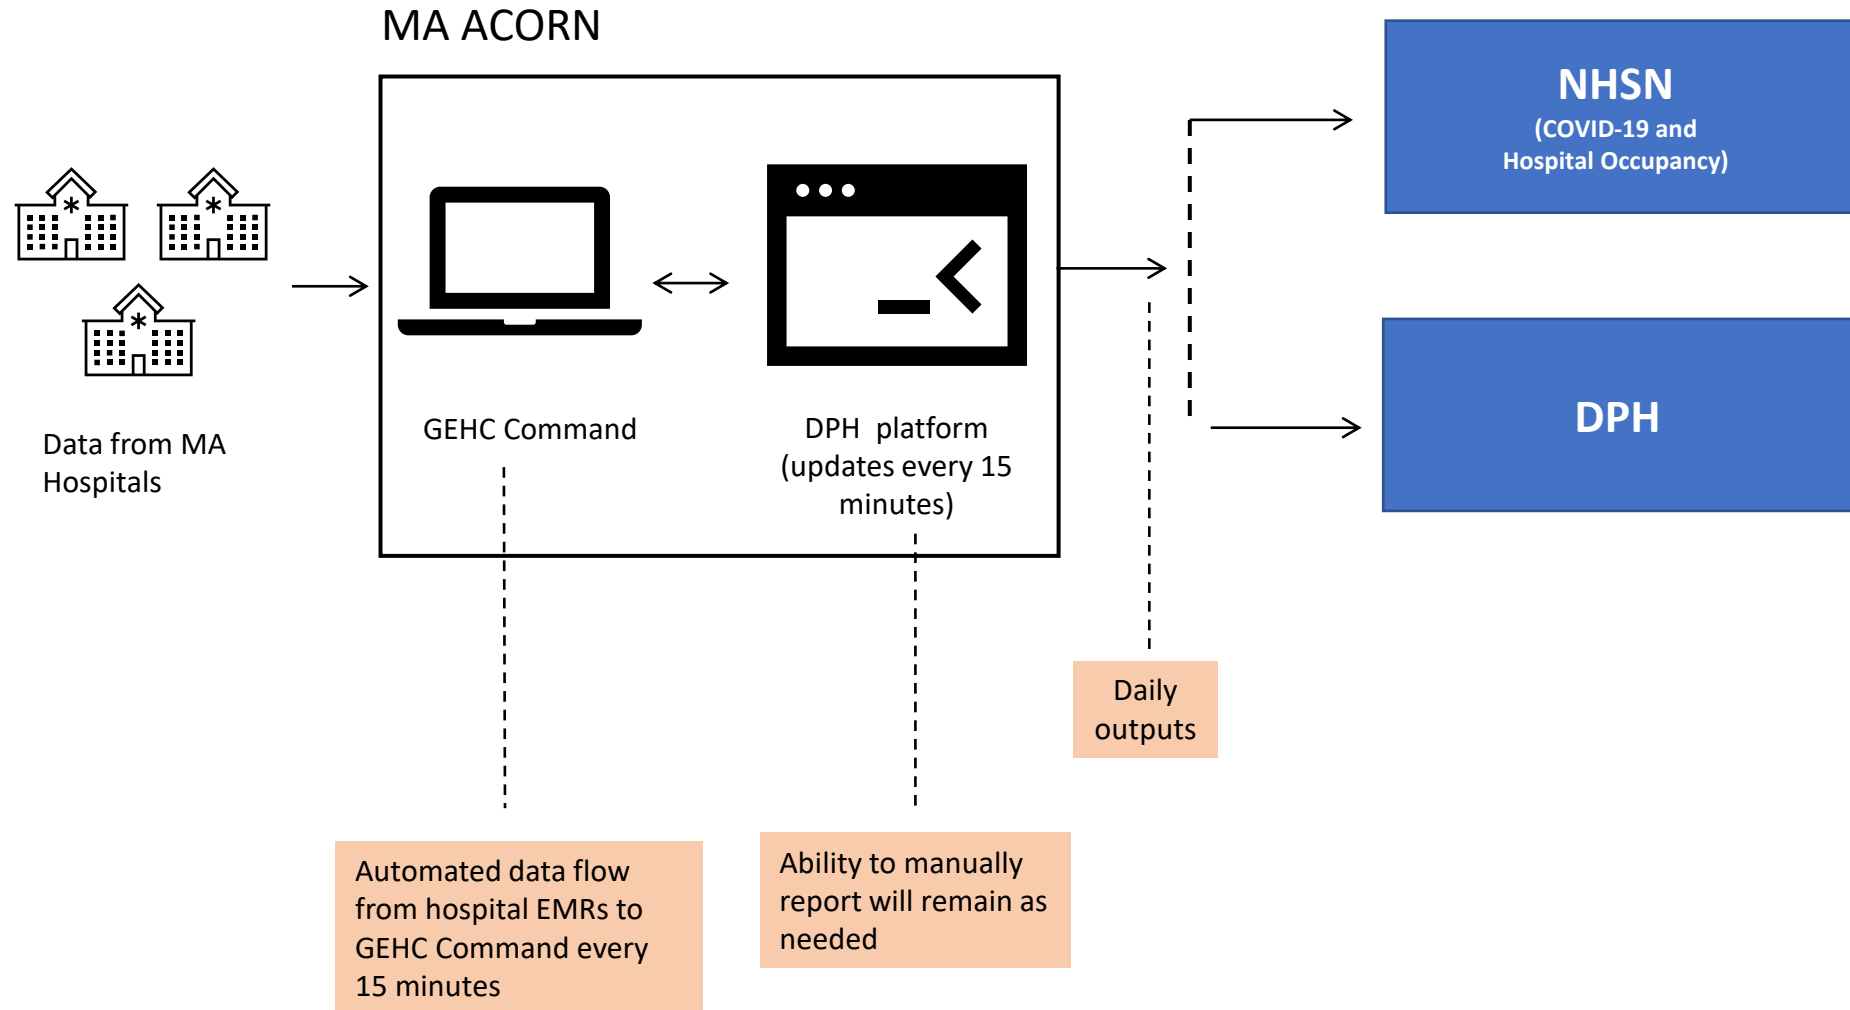 MA ACORN
Data from MA
Hospitals
GEHC Command
DPH platform
(updates every 15
minutes)
NHSN
(COVID-19 and
Hospital Occupancy)
DPH
Daily
outputs
Automated data flow
from hospital EMRs to
GEHC Command every
15 minutes
Ability to manually
report will remain as
needed